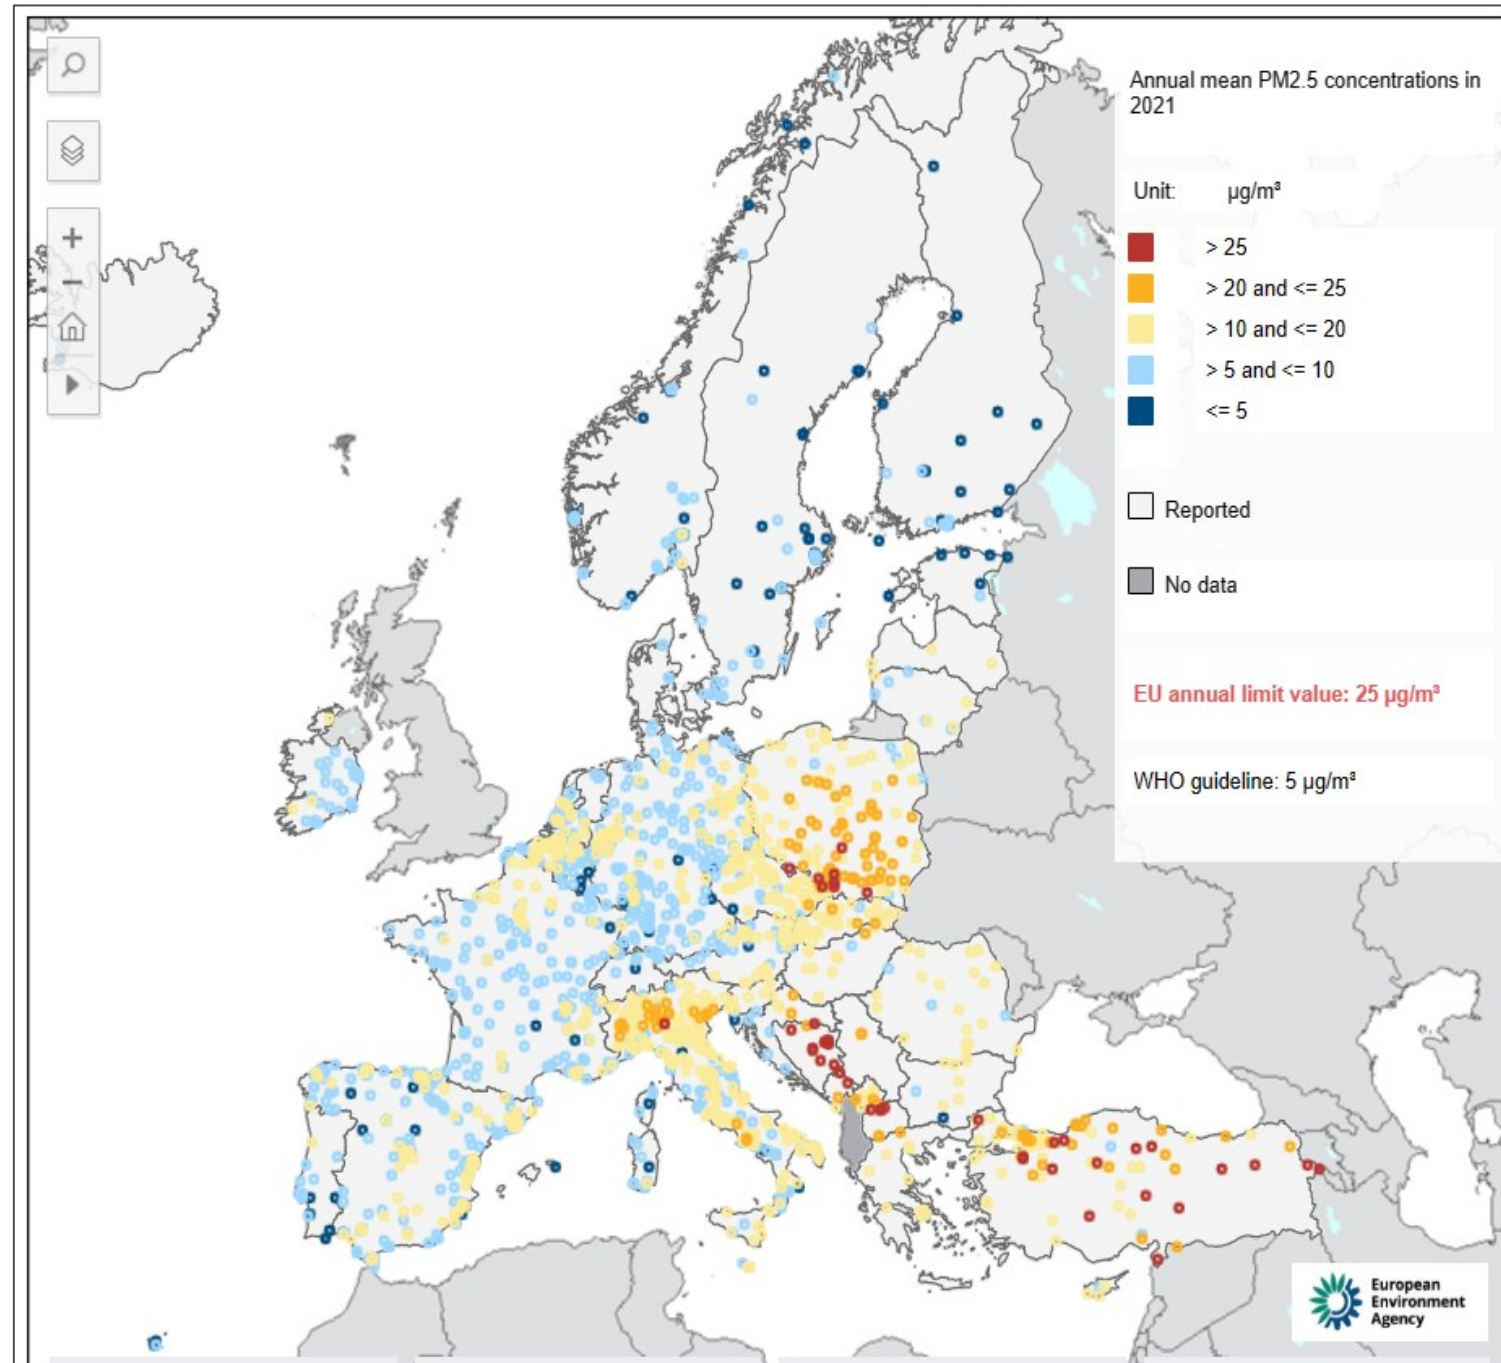 Annual mean PM2.5 concentrations in
2021
Unit: µg/m³
> 25
> 20 and <= 25
> 10 and <= 20
> 5 and <= 10
<= 5
Reported
No data
EU annual limit value: 25 µg/m³
WHO guideline: 5 µg/m³
European
Environment
Agency